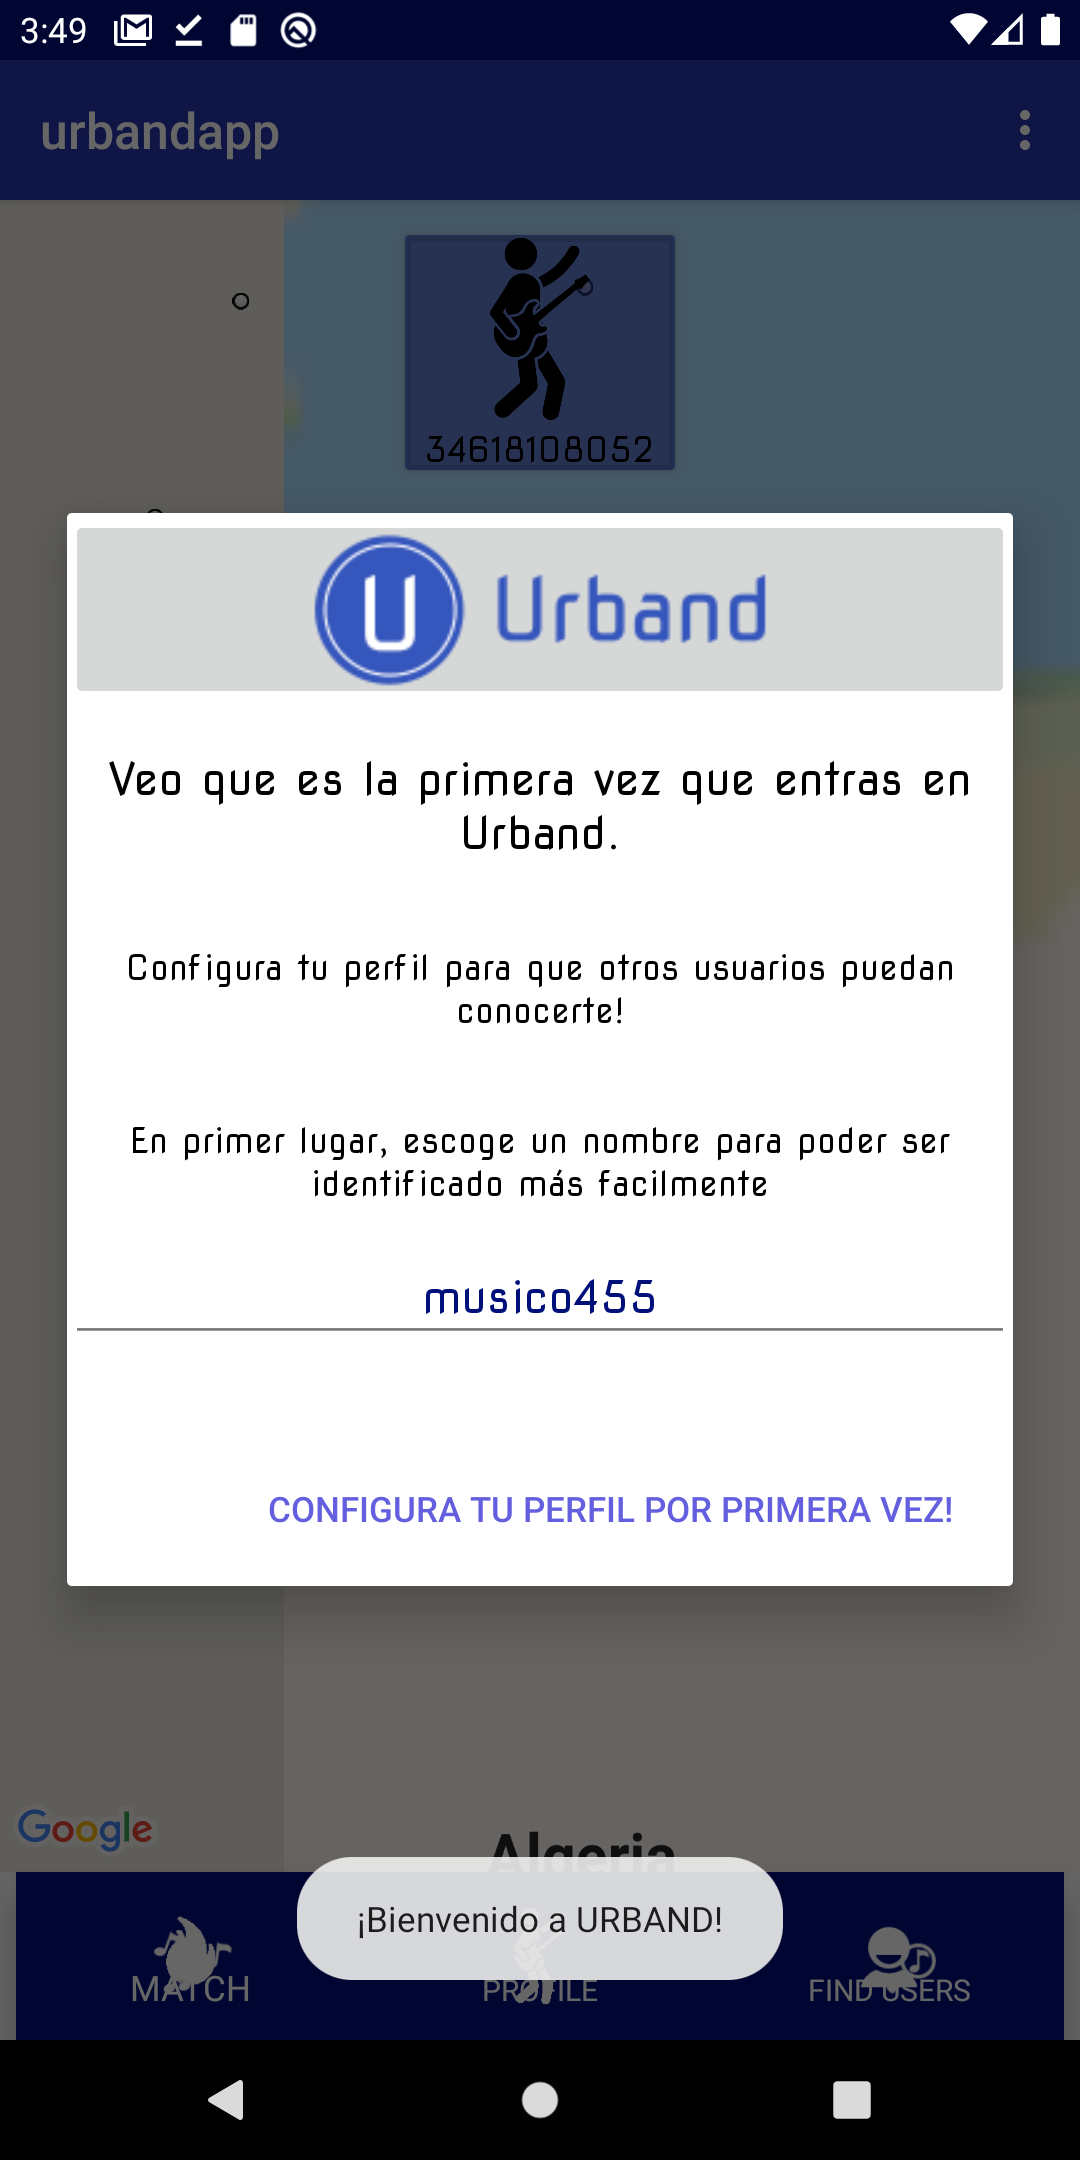 3:49
urbandapp
34618108052
U Urband
Veo que es la primera vez que entras en
Urband.
Configura tu perfil para que otros usuarios puedan
conocerte!
En primer lugar, escoge un nombre para poder ser
identificado más facilmente
musico455
CONFIGURA TU PERFIL POR PRIMERA VEZ!
Google
Algeria
¡Bienvenido a URBAND!
MATCH
PROFILE
FIND USERS